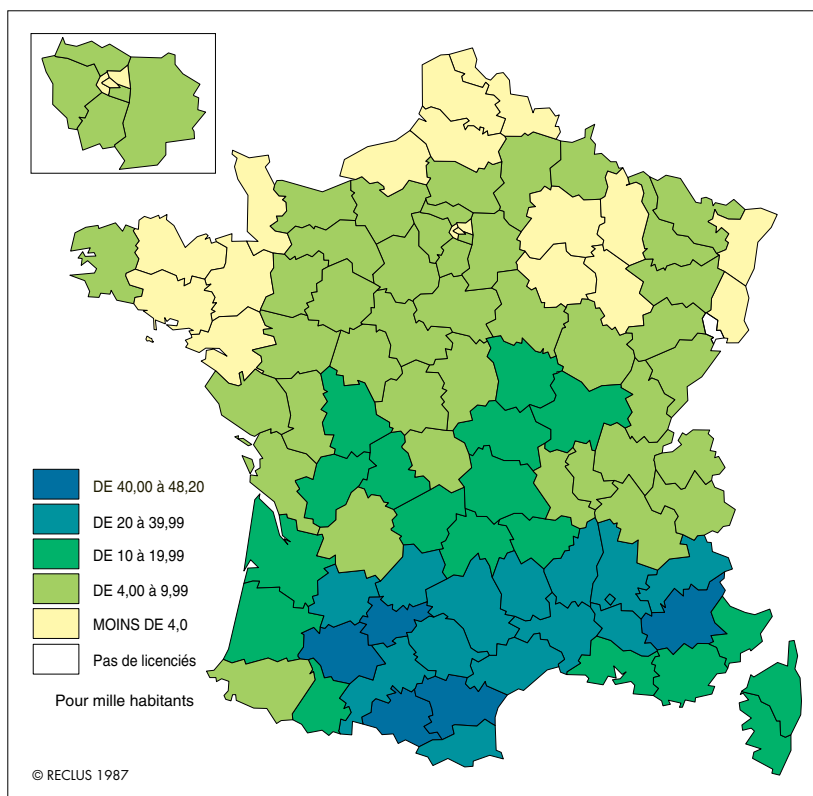 DE 40,00 à 48,20
DE 20 à 39,99
DE 10 à 19,99
DE 4,00 à 9,99
MOINS DE 4,0
Pas de licenciés
Pour mille habitants
© RECLUS 1987